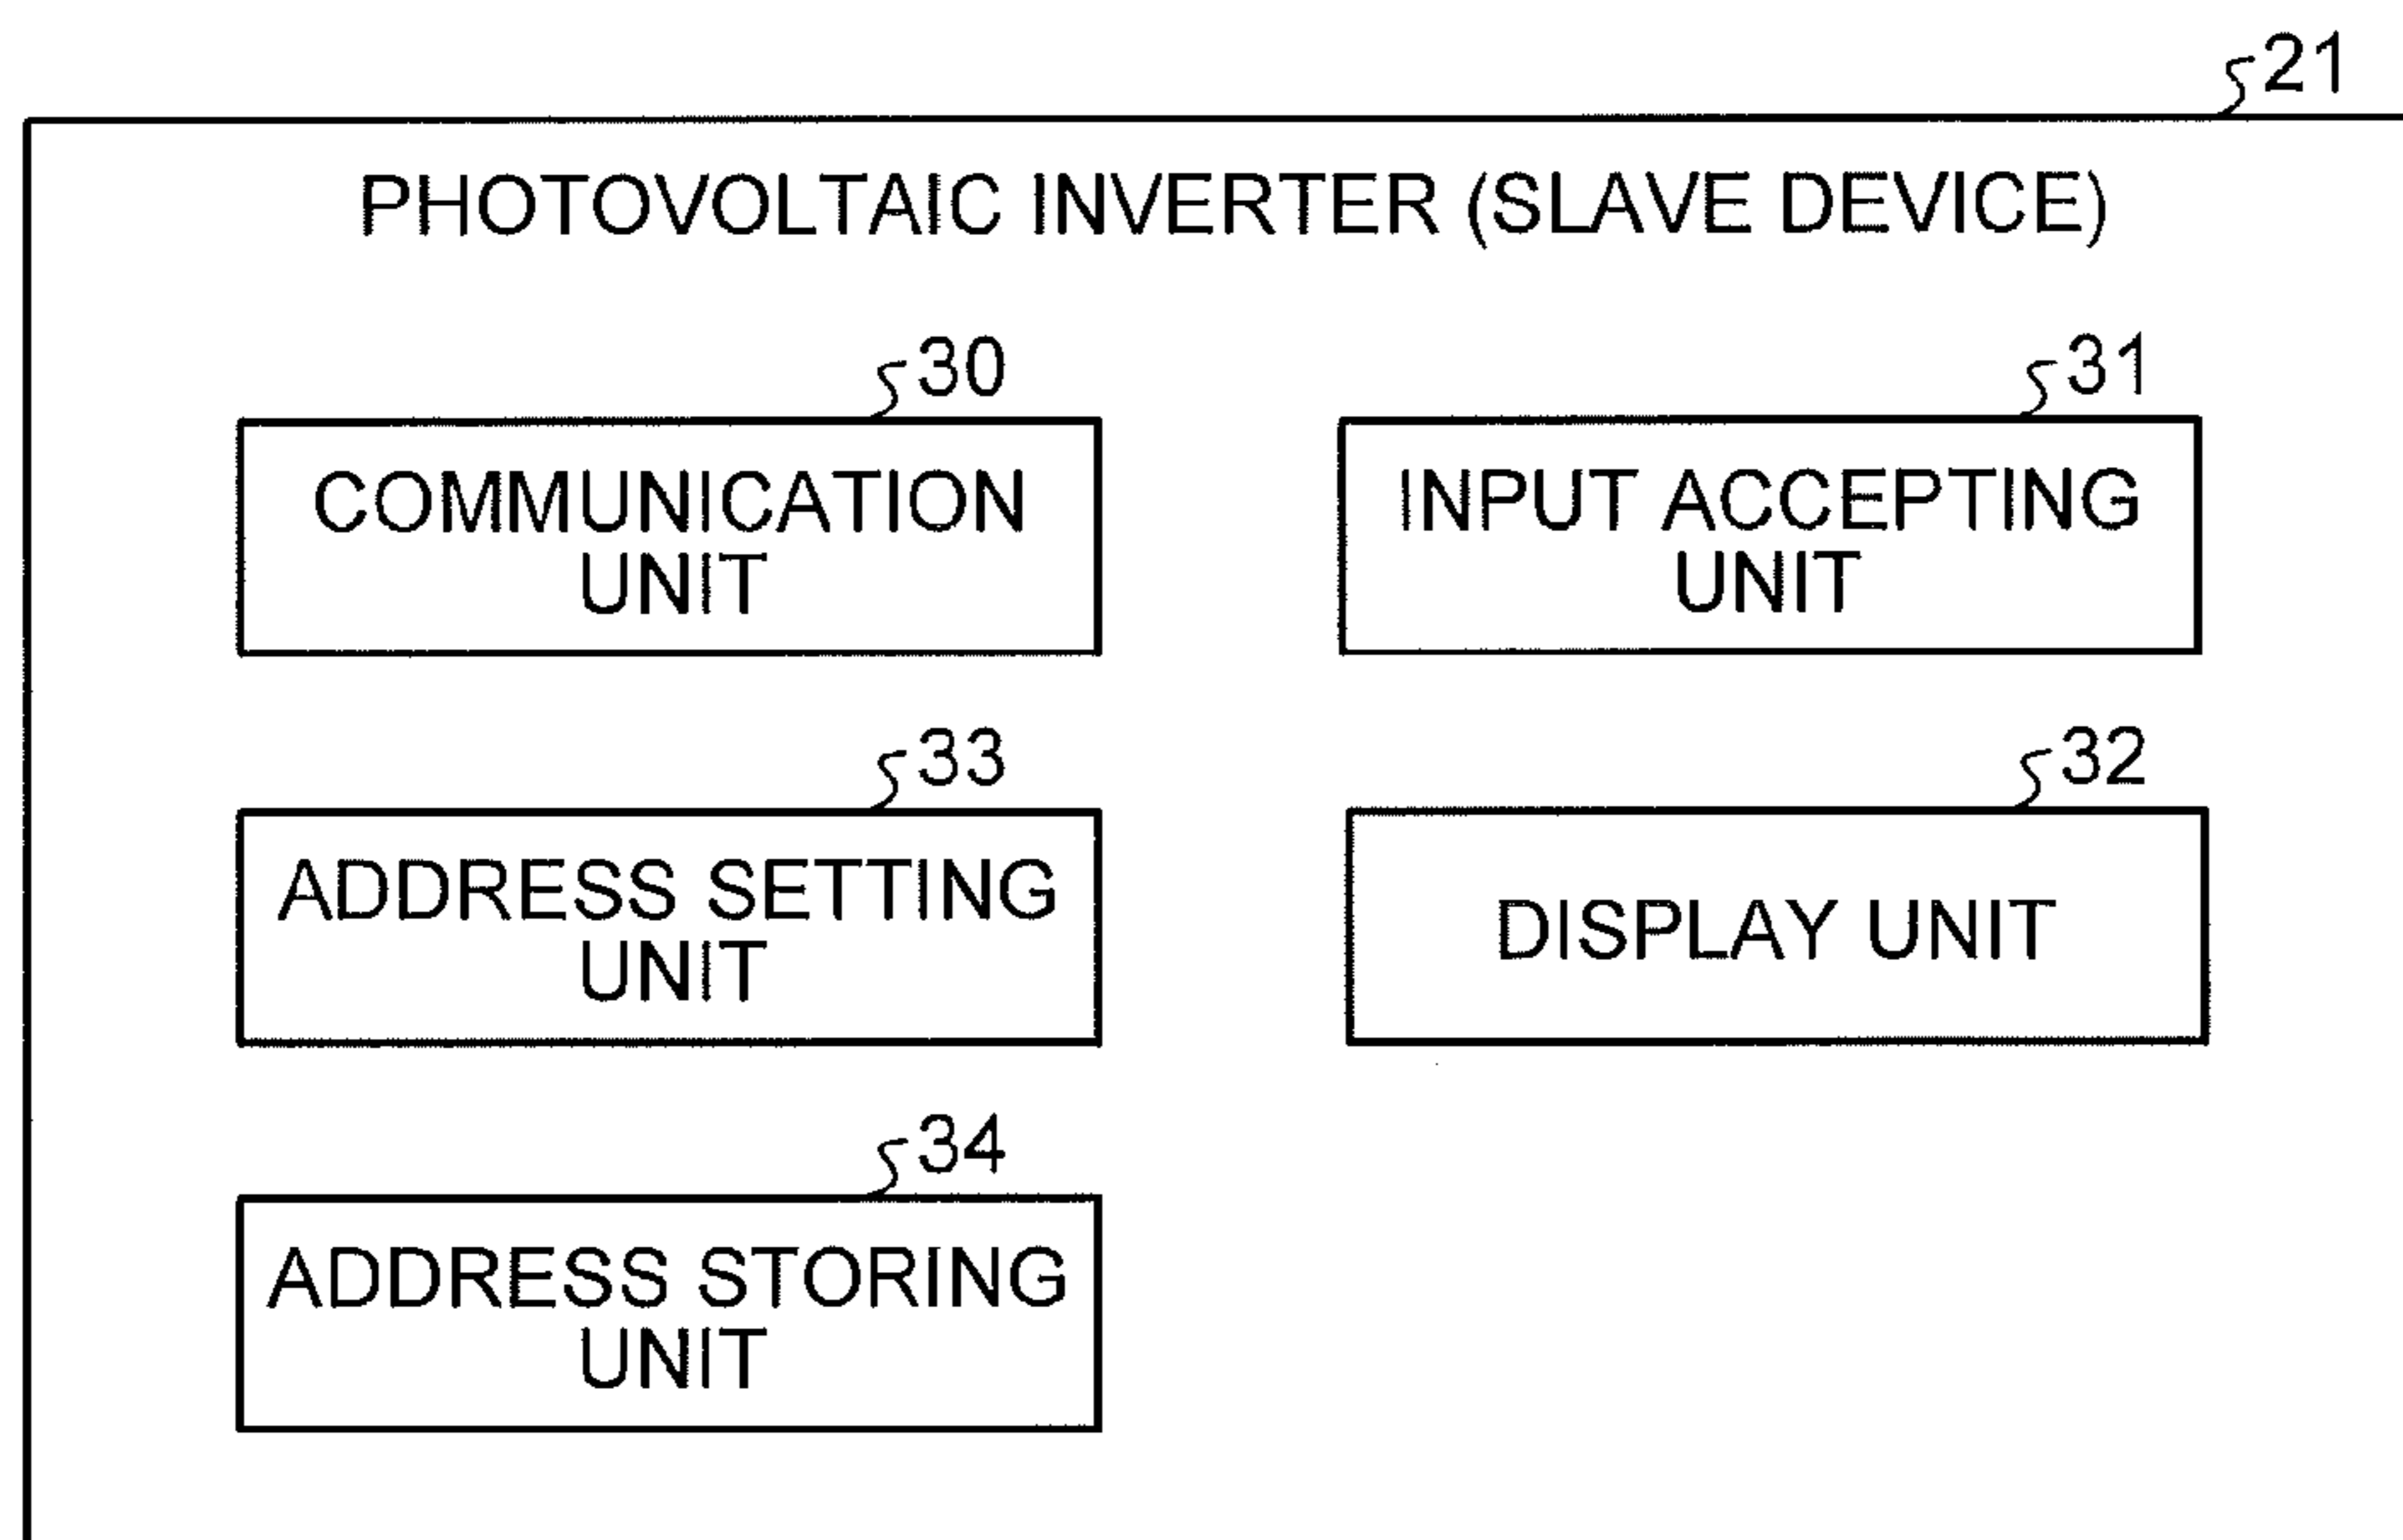 21
PHOTOVOLTAIC INVERTER (SLAVE DEVICE)
30
COMMUNICATION
UNIT
31
INPUT ACCEPTING
UNIT
33
ADDRESS SETTING
UNIT
32
DISPLAY UNIT
34
ADDRESS STORING
UNIT